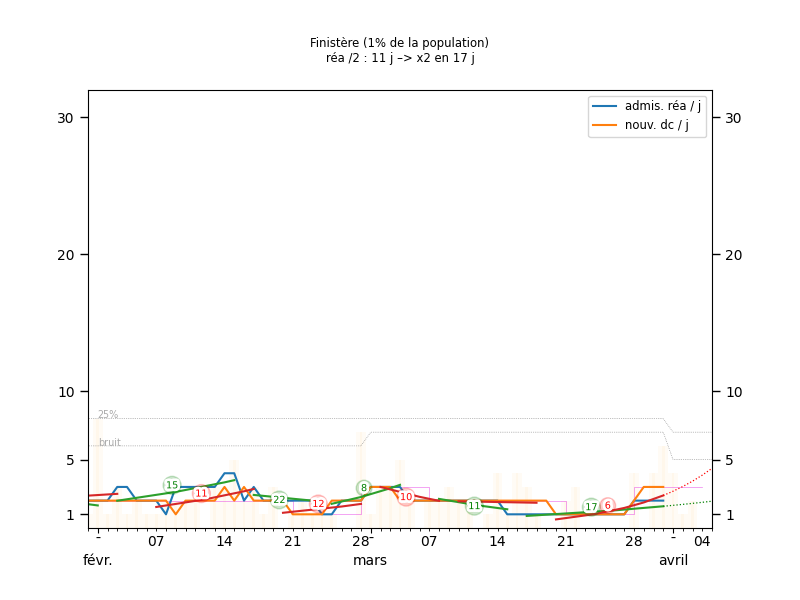 Finistère (1% de la population)
réa /2 : 11 j –> x2 en 17 j
admis. réa / j
nouv. dc / j
30 30
20 20
10 10
25%
bruit
5 5
15 11 22 12 8 10 11 17 6
1 1
- 07 14 21 28 - 07 14 21 28 - 04
févr. mars avril